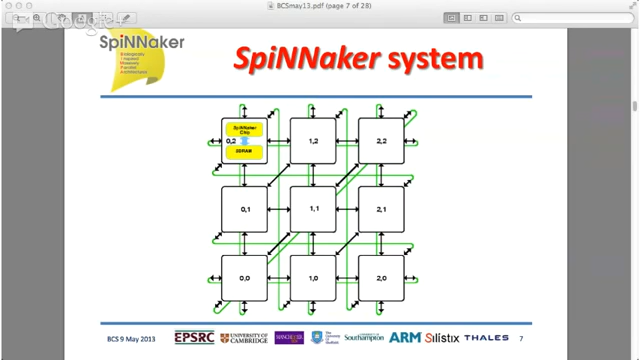 BCSmay13.pdf (page 7 of 28)
Google+
SpiNNaker
SpiNNaker system
SpiNNaker
Chip
SDRAM
0,2
1,2
2,2
0,1
1,1
2,1
0,0
1,0
2,0
BCS 9 May 2013
EPSRC
UNIVERSITY OF
CAMBRIDGE
Southampton
ARM
Silistix
THALES
7